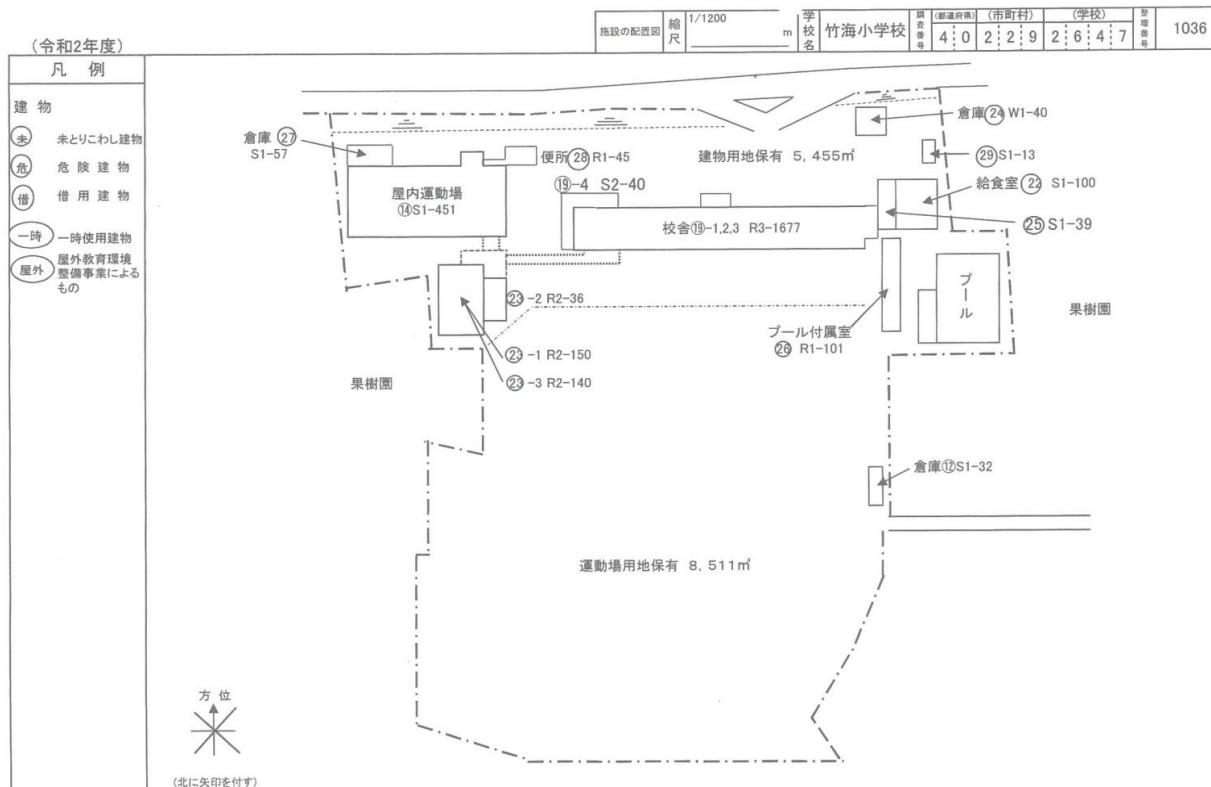 (令和2年度)
施設の配置図
縮尺
1/1200
m
学校名
竹海小学校
調査番号
(都道府県)
4 0
(市町村)
2 2 9
(学校)
2 6 4 7
整理番号
1036
凡 例
建 物
未 未とりこわし建物
危 危険建物
借 借用建物
一時 一時使用建物
屋外 屋外教育環境
整備事業による
もの
倉庫 ㉗
S1-57
便所 ㉘ R1-45
建物用地保有 5,455㎡
倉庫 ㉔ W1-40
㉙ S1-13
屋内運動場
⑭S1-451
⑲-4 S2-40
給食室 ㉒ S1-100
校舎⑲-1,2,3 R3-1677
㉕ S1-39
㉓ -2 R2-36
プール
果樹園
プール付属室
㉖ R1-101
㉓ -1 R2-150
果樹園
㉓ -3 R2-140
倉庫⑫S1-32
運動場用地保有 8,511㎡
方 位
(北に矢印を付す)